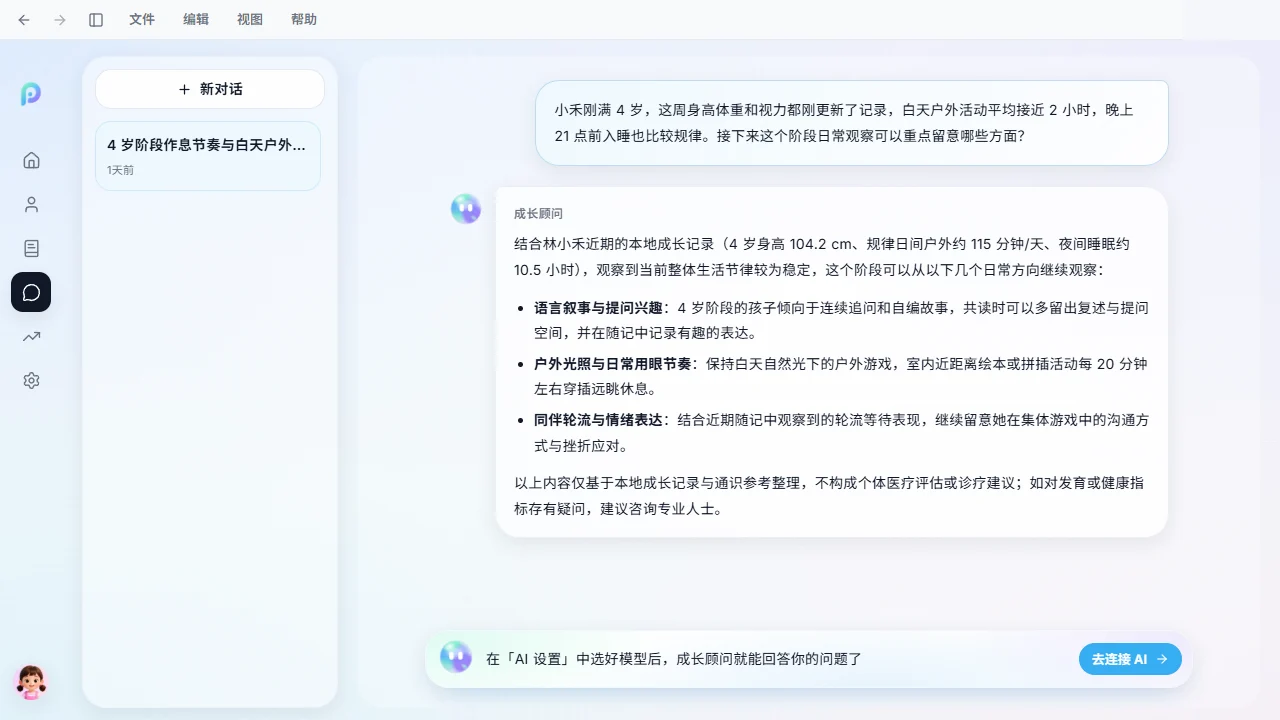 文件 编辑 视图 帮助
+ 新对话
4 岁阶段作息节奏与白天户外...
1天前
小禾刚满 4 岁，这周身高体重和视力都刚更新了记录，白天户外活动平均接近 2 小时，晚上
21 点前入睡也比较规律。接下来这个阶段日常观察可以重点留意哪些方面？
成长顾问
结合林小禾近期的本地成长记录（4 岁身高 104.2 cm、规律日间户外约 115 分钟/天、夜间睡眠约
10.5 小时），观察到当前整体生活节律较为稳定，这个阶段可以从以下几个日常方向继续观察：
• 语言叙事与提问兴趣：4 岁阶段的孩子倾向于连续追问和自编故事，共读时可以多留出复述与提问
空间，并在随记中记录有趣的表达。
• 户外光照与日常用眼节奏：保持白天自然光下的户外游戏，室内近距离绘本或拼插活动每 20 分钟
左右穿插远眺休息。
• 同伴轮流与情绪表达：结合近期随记中观察到的轮流等待表现，继续留意她在集体游戏中的沟通方
式与挫折应对。
以上内容仅基于本地成长记录与通识参考整理，不构成个体医疗评估或诊疗建议；如对发育或健康指
标存有疑问，建议咨询专业人士。
在「AI 设置」中选好模型后，成长顾问就能回答你的问题了
去连接 AI →